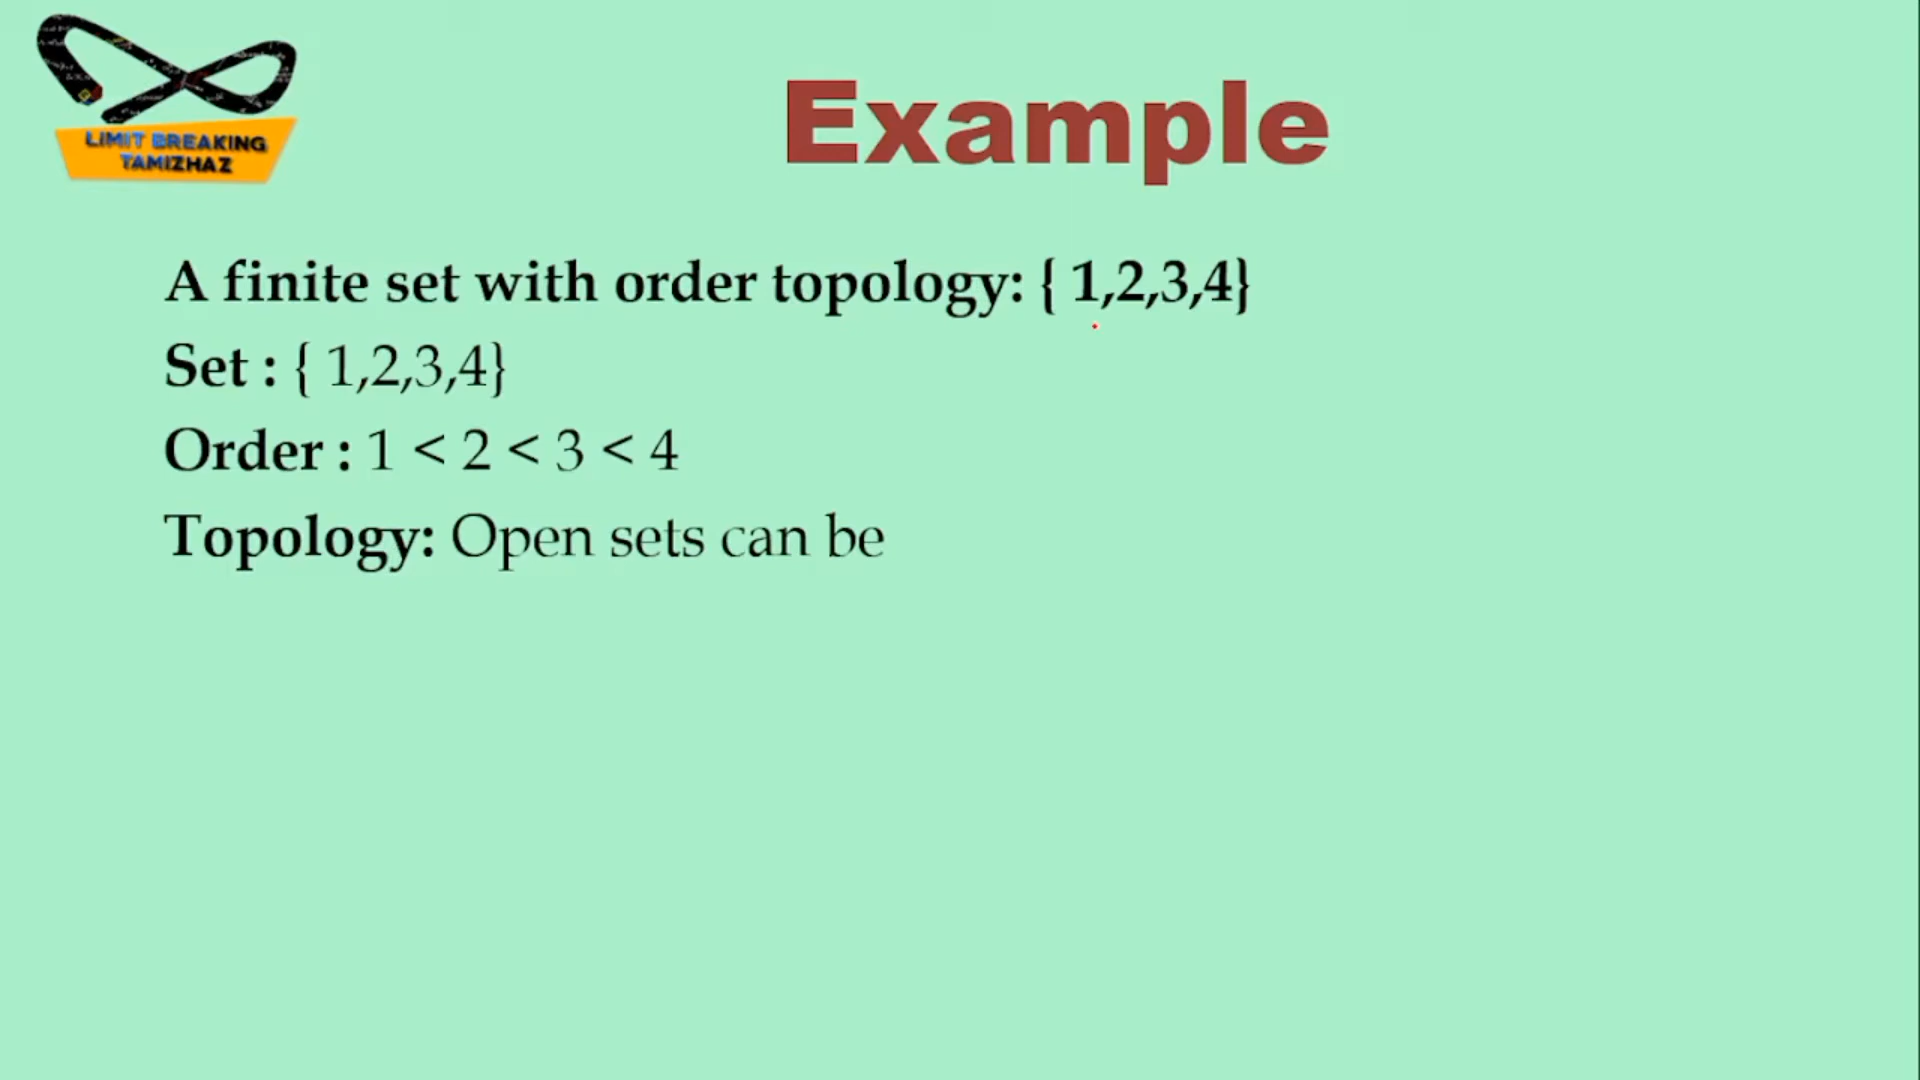 LIMIT BREAKING
TAMIZHAZ
Example
A finite set with order topology: { 1,2,3,4}
Set : { 1,2,3,4}
Order : 1 < 2 < 3 < 4
Topology: Open sets can be